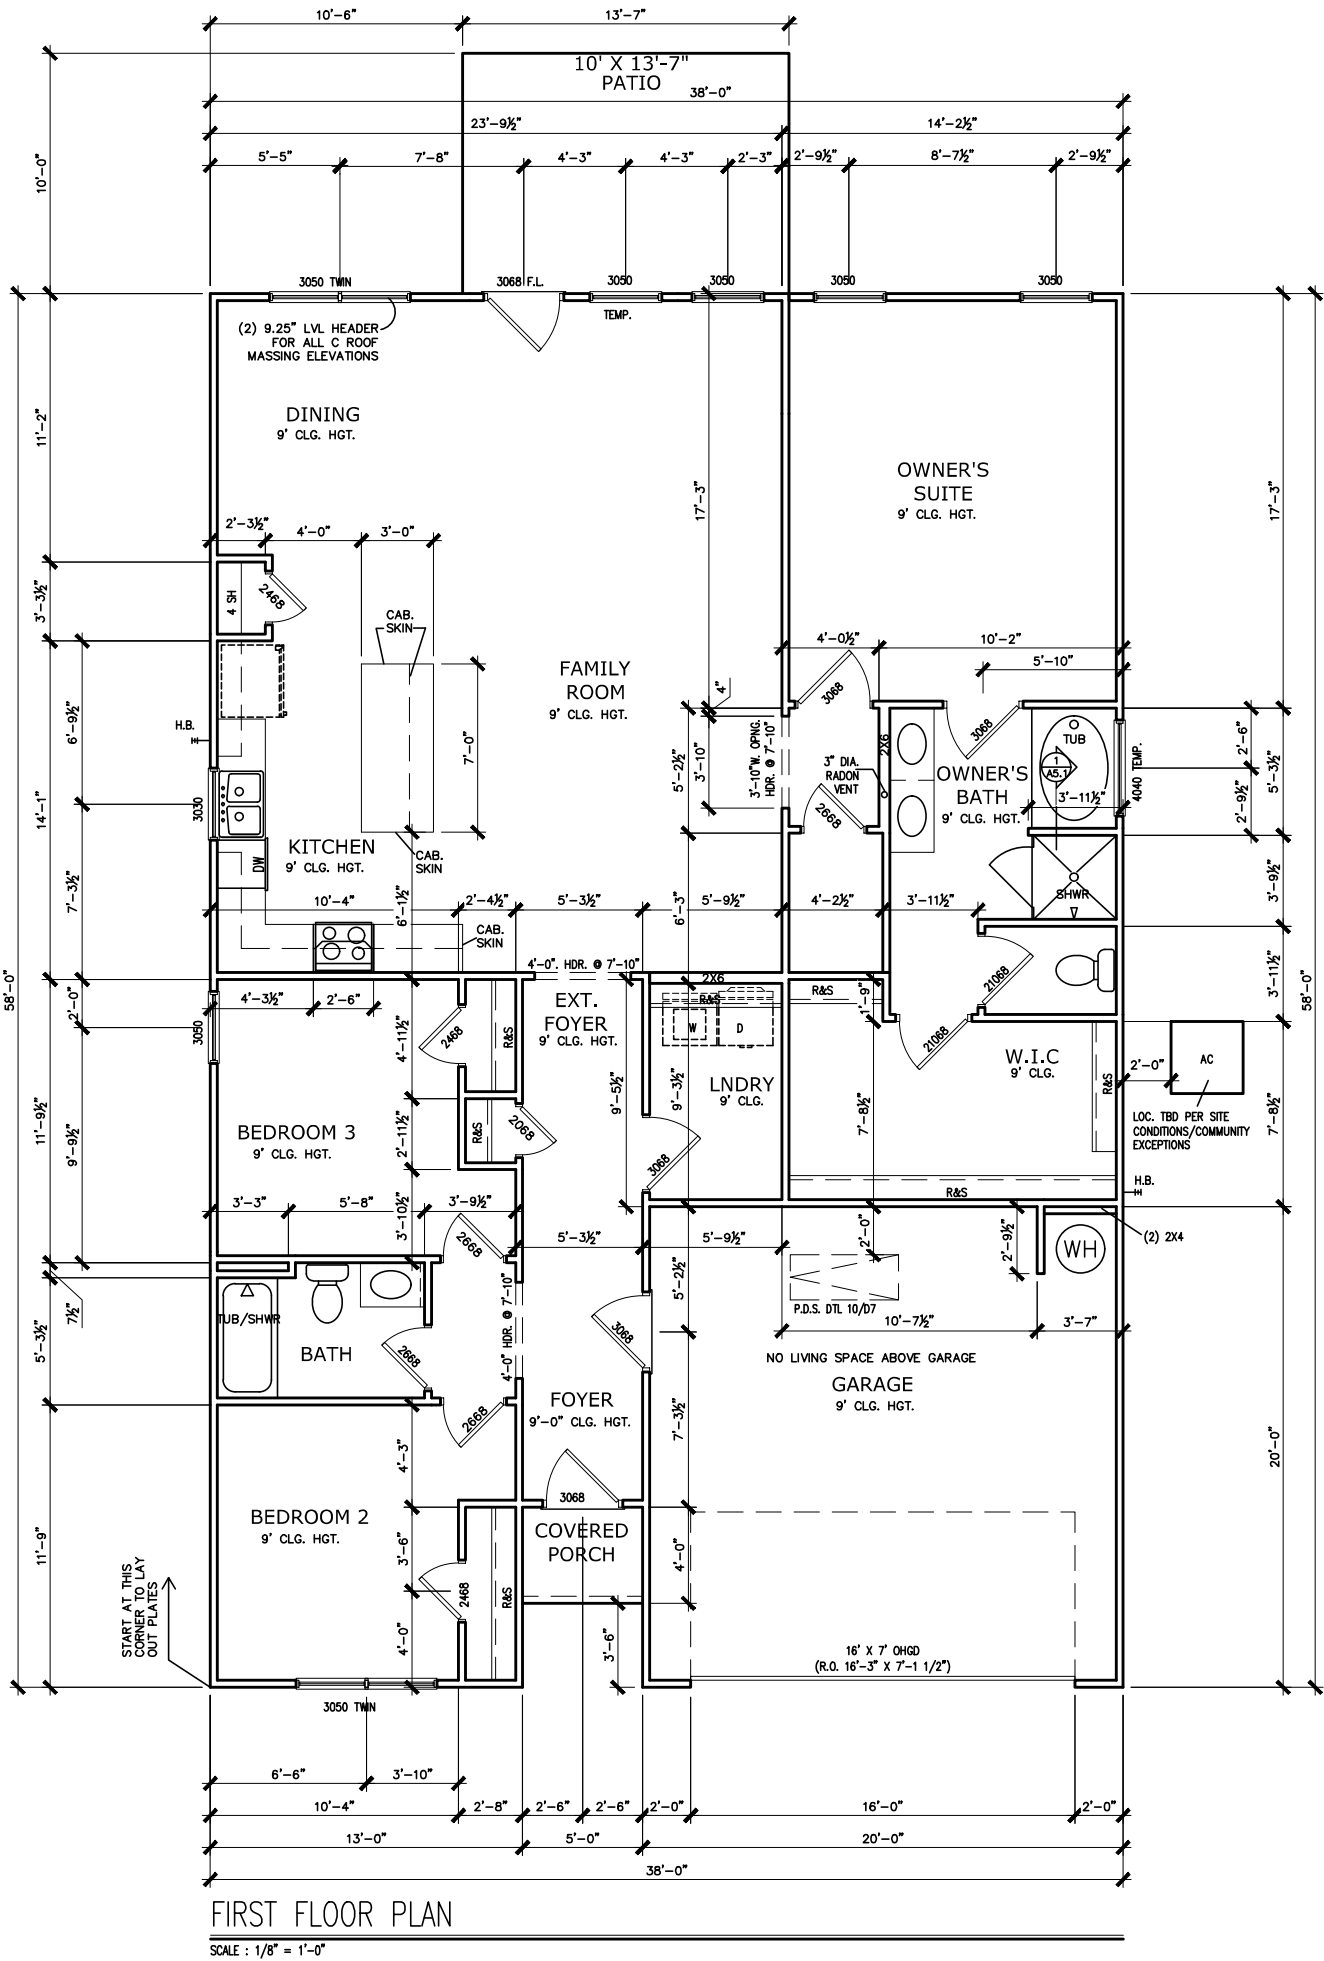 10'-6"
13'-7"
10' X 13'-7"
PATIO
38'-0"
23'-9½"
14'-2½"
5'-5"
7'-8"
4'-3"
4'-3"
2'-3"
2'-9½"
8'-7½"
2'-9½"
10'-0"
3050 TWIN
3068 F.L.
3050
3050
3050
3050
TEMP.
(2) 9.25" LVL HEADER
FOR ALL C ROOF
MASSING ELEVATIONS
DINING
9' CLG. HGT.
11'-2"
OWNER'S
SUITE
9' CLG. HGT.
17'-3"
17'-3"
2'-3½"
4'-0"
3'-0"
3'-3½"
4 SH
2468
CAB.
SKIN
FAMILY
ROOM
9' CLG. HGT.
4'-0½"
10'-2"
5'-10"
4"
3068
3068
6'-9½"
H.B.
7'-0"
5'-2½"
3'-10"
3'-10"W. OPNG.
HDR. @ 7'-10"
2X6
3" DIA.
RADON
VENT
TUB
1
A5.1
OWNER'S
BATH
9' CLG. HGT.
3'-11½"
4040 TEMP.
2'-6"
5'-3½"
2'-9½"
3030
14'-1"
2668
KITCHEN
9' CLG. HGT.
DW
CAB.
SKIN
7'-3½"
SHWR
3'-9½"
10'-4"
6'-1½"
2'-4½"
5'-3½"
5'-9½"
6'-3"
4'-2½"
3'-11½"
CAB.
SKIN
4'-0". HDR. @ 7'-10"
2X6
58'-0"
58'-0"
2'-0"
4'-3½"
2'-6"
3050
EXT.
FOYER
9' CLG. HGT.
R&S
R&S
1'-9"
21068
3'-11½"
2468
R&S
4'-11½"
W
D
21068
W.I.C
9' CLG.
R&S
2'-0"
AC
LOC. TBD PER SITE
CONDITIONS/COMMUNITY
EXCEPTIONS
LNDRY
9' CLG.
9'-5½"
9'-3½"
7'-8½"
7'-8½"
11'-9½"
9'-9½"
BEDROOM 3
9' CLG. HGT.
2'-11½"
R&S
2068
3068
H.B.
R&S
3'-3"
5'-8"
3'-9½"
3'-10½"
2668
5'-3½"
5'-9½"
2'-0"
2'-9½"
(2) 2X4
WH
5'-2½"
7½"
TUB/SHWR
BATH
2668
4'-0" HDR. @ 7'-10"
3068
P.D.S. DTL 10/D7
10'-7½"
3'-7"
5'-3½"
NO LIVING SPACE ABOVE GARAGE
GARAGE
9' CLG. HGT.
FOYER
9'-0" CLG. HGT.
2668
4'-3"
7'-3½"
20'-0"
3068
BEDROOM 2
9' CLG. HGT.
COVERED
PORCH
11'-9"
3'-6"
4'-0"
START AT THIS
CORNER TO LAY
OUT PLATES
2468
R&S
4'-0"
3'-6"
16' X 7' OHGD
(R.O. 16'-3" X 7'-1 1/2")
3050 TWIN
6'-6"
3'-10"
10'-4"
2'-8"
2'-6"
2'-6"
2'-0"
16'-0"
2'-0"
13'-0"
5'-0"
20'-0"
38'-0"
FIRST FLOOR PLAN
SCALE : 1/8" = 1'-0"